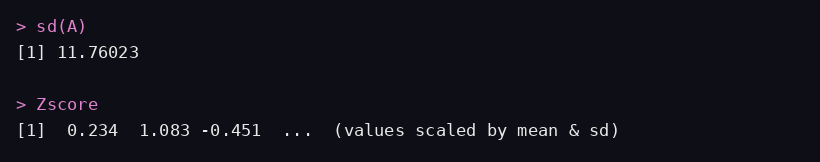 > sd(A)
[1] 11.76023
> Zscore
[1]  0.234  1.083 -0.451  ...  (values scaled by mean & sd)